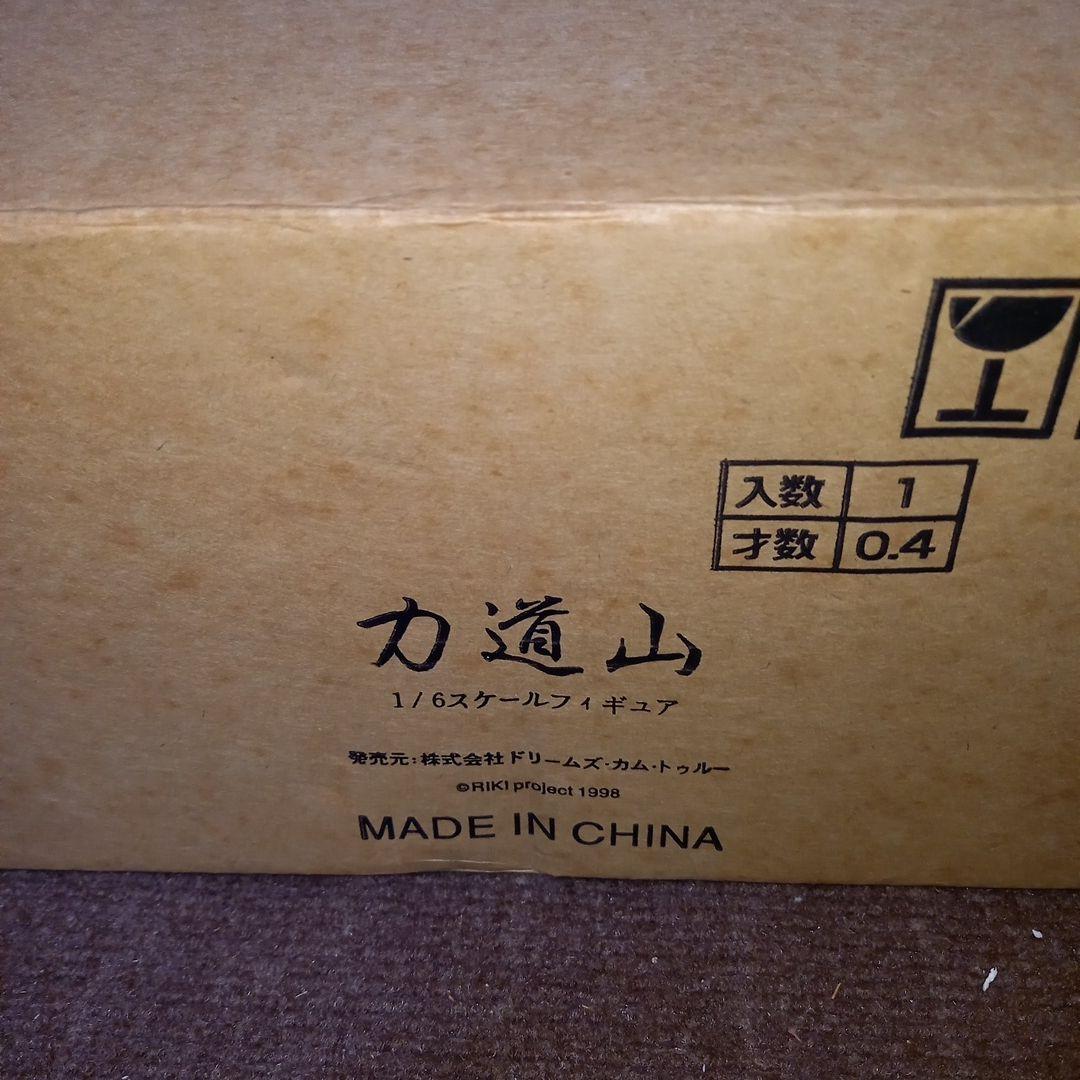 入数 1
才数 0.4
力道山
1/6スケールフィギュア
発売元:株式会社ドリームズ・カム・トゥルー
©RIKI project 1998
MADE IN CHINA